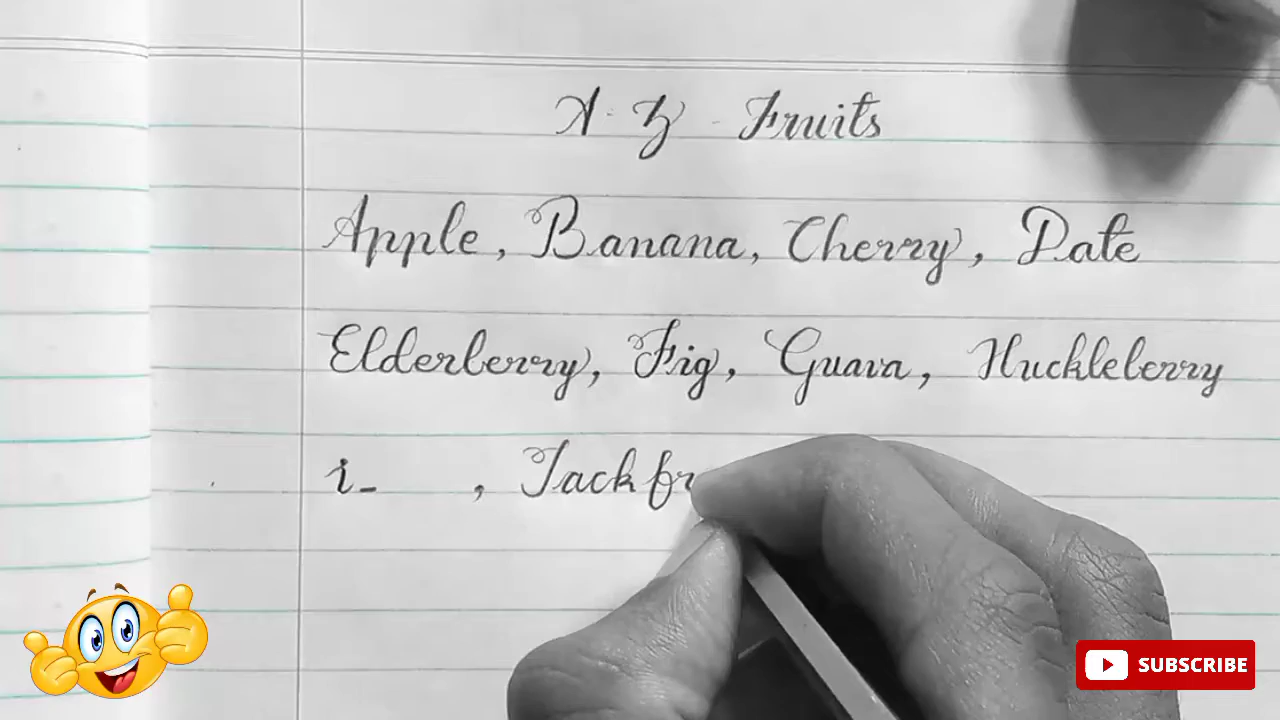 A-Z - Fruits
Apple, Banana, Cherry, Date
Elderberry, Fig, Guava, Huckleberry
i- , Jackfr
SUBSCRIBE